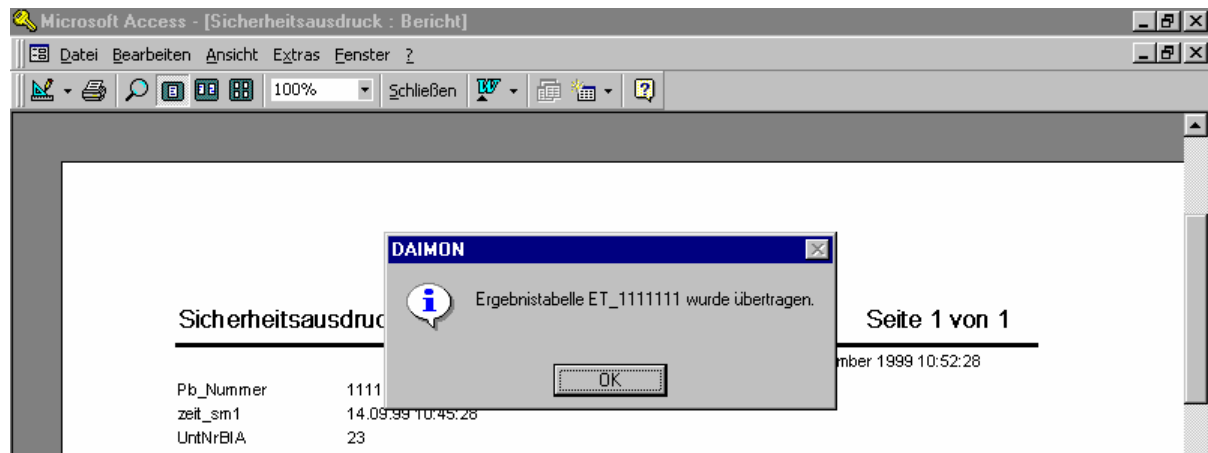 Microsoft Access - [Sicherheitsausdruck : Bericht]
Datei Bearbeiten Ansicht Extras Fenster ?
100% Schließen
DAIMON
Ergebnistabelle ET_1111111 wurde übertragen.
OK
Seite 1 von 1
1999 10:52:28
Pb_Nummer 1111
zeit_sm1 14.09.99 10:45:28
UntNrBIA 23